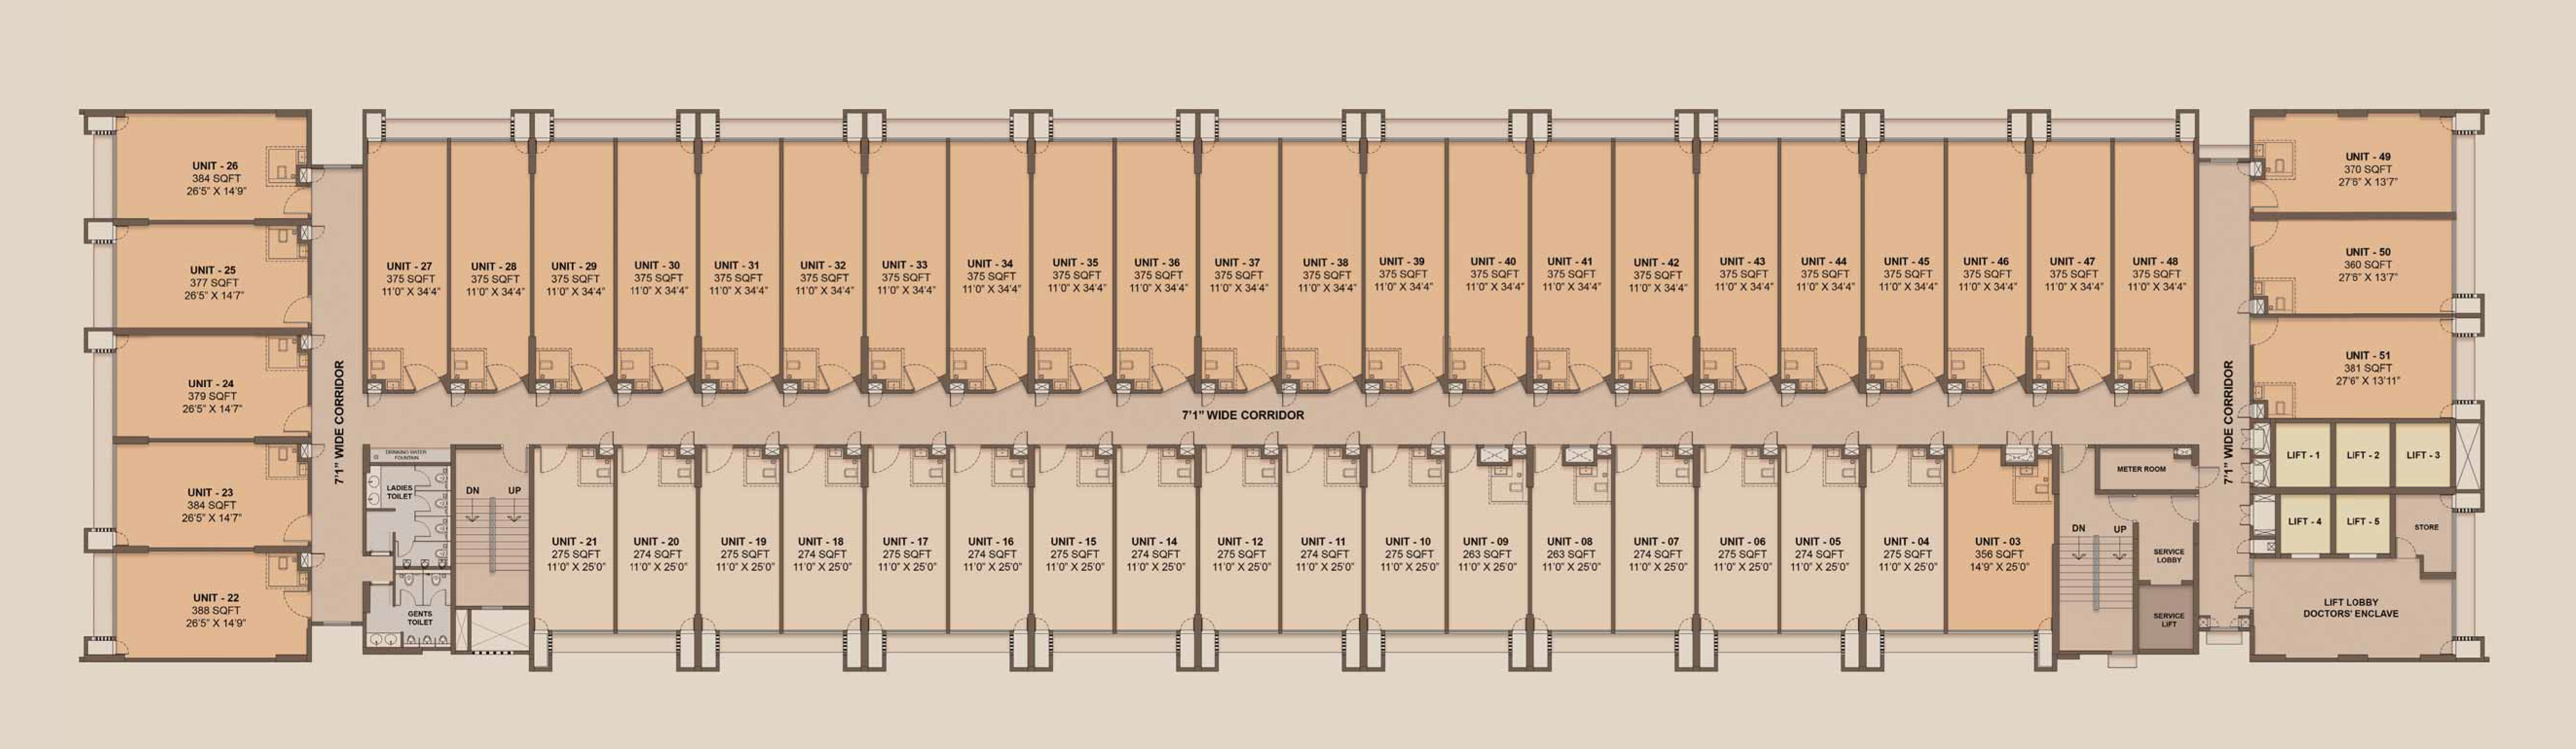 UNIT - 26
384 SQFT
26'5" X 14'9"
UNIT - 25
377 SQFT
26'5" X 14'7"
UNIT - 24
379 SQFT
26'5" X 14'7"
UNIT - 23
384 SQFT
26'5" X 14'7"
UNIT - 22
388 SQFT
26'5" X 14'9"
7'1" WIDE CORRIDOR
UNIT - 27
375 SQFT
11'0" X 34'4"
UNIT - 28
375 SQFT
11'0" X 34'4"
UNIT - 29
375 SQFT
11'0" X 34'4"
UNIT - 30
375 SQFT
11'0" X 34'4"
UNIT - 31
375 SQFT
11'0" X 34'4"
UNIT - 32
375 SQFT
11'0" X 34'4"
UNIT - 33
375 SQFT
11'0" X 34'4"
UNIT - 34
375 SQFT
11'0" X 34'4"
UNIT - 35
375 SQFT
11'0" X 34'4"
UNIT - 36
375 SQFT
11'0" X 34'4"
UNIT - 37
375 SQFT
11'0" X 34'4"
UNIT - 38
375 SQFT
11'0" X 34'4"
UNIT - 39
375 SQFT
11'0" X 34'4"
UNIT - 40
375 SQFT
11'0" X 34'4"
UNIT - 41
375 SQFT
11'0" X 34'4"
UNIT - 42
375 SQFT
11'0" X 34'4"
UNIT - 43
375 SQFT
11'0" X 34'4"
UNIT - 44
375 SQFT
11'0" X 34'4"
UNIT - 45
375 SQFT
11'0" X 34'4"
UNIT - 46
375 SQFT
11'0" X 34'4"
UNIT - 47
375 SQFT
11'0" X 34'4"
UNIT - 48
375 SQFT
11'0" X 34'4"
7'1" WIDE CORRIDOR
DRINKING WATER
FOUNTAIN
LADIES
TOILET
GENTS
TOILET
DN
UP
UNIT - 21
275 SQFT
11'0" X 25'0"
UNIT - 20
274 SQFT
11'0" X 25'0"
UNIT - 19
275 SQFT
11'0" X 25'0"
UNIT - 18
274 SQFT
11'0" X 25'0"
UNIT - 17
275 SQFT
11'0" X 25'0"
UNIT - 16
274 SQFT
11'0" X 25'0"
UNIT - 15
275 SQFT
11'0" X 25'0"
UNIT - 14
274 SQFT
11'0" X 25'0"
UNIT - 12
275 SQFT
11'0" X 25'0"
UNIT - 11
274 SQFT
11'0" X 25'0"
UNIT - 10
275 SQFT
11'0" X 25'0"
UNIT - 09
263 SQFT
11'0" X 25'0"
UNIT - 08
263 SQFT
11'0" X 25'0"
UNIT - 07
274 SQFT
11'0" X 25'0"
UNIT - 06
275 SQFT
11'0" X 25'0"
UNIT - 05
274 SQFT
11'0" X 25'0"
UNIT - 04
275 SQFT
11'0" X 25'0"
UNIT - 03
356 SQFT
14'9" X 25'0"
METER ROOM
DN
UP
SERVICE
LOBBY
SERVICE
LIFT
7'1" WIDE CORRIDOR
UNIT - 49
370 SQFT
27'6" X 13'7"
UNIT - 50
360 SQFT
27'6" X 13'7"
UNIT - 51
381 SQFT
27'6" X 13'11"
LIFT - 1
LIFT - 2
LIFT - 3
LIFT - 4
LIFT - 5
STORE
LIFT LOBBY
DOCTORS' ENCLAVE